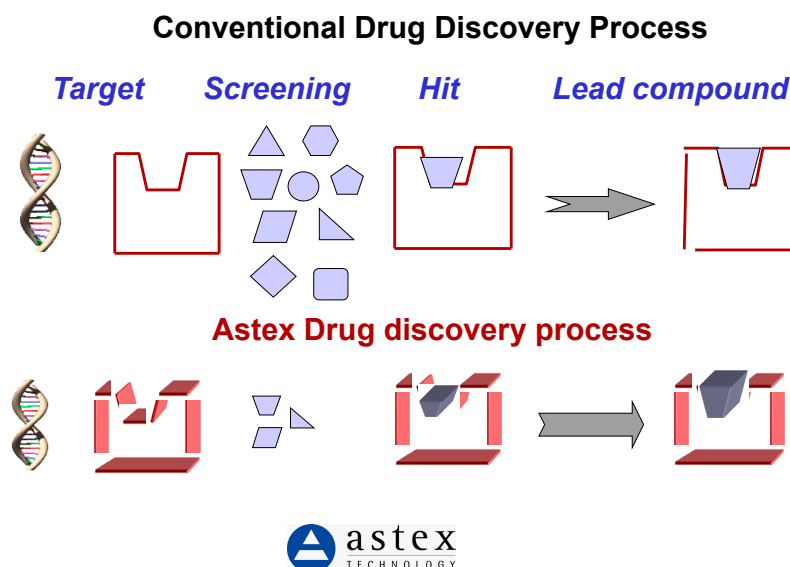 Conventional Drug Discovery Process
Target Screening Hit Lead compound
Astex Drug discovery process
astex
TECHNOLOGY